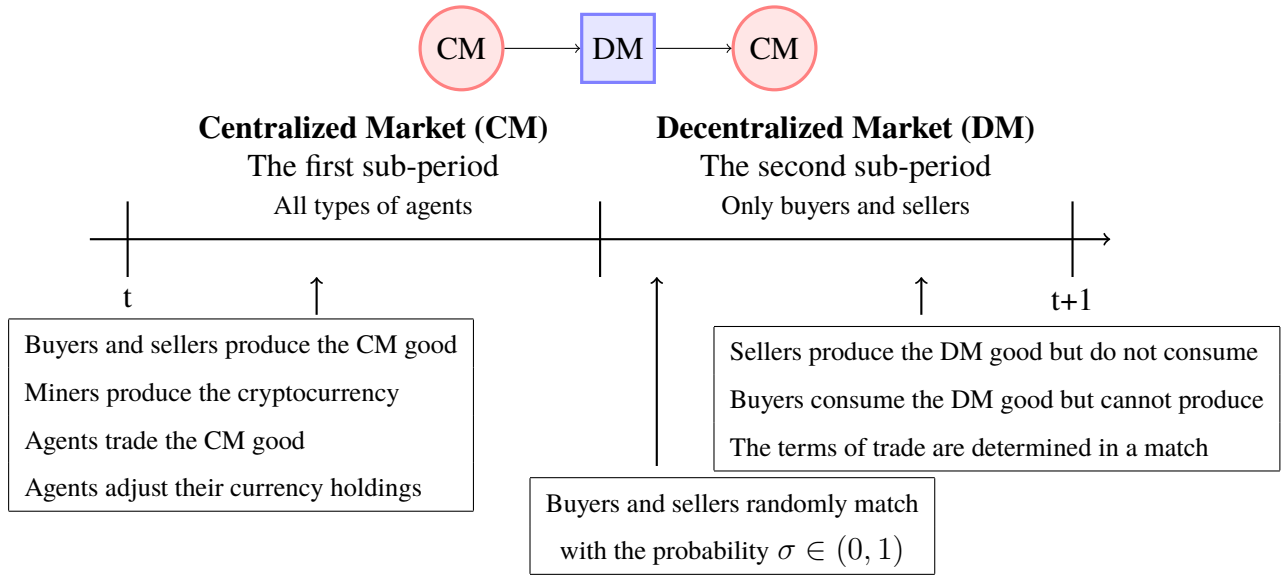 CM
DM
CM
Centralized Market (CM)
The first sub-period
All types of agents
Decentralized Market (DM)
The second sub-period
Only buyers and sellers
t
t+1
Buyers and sellers produce the CM good
Miners produce the cryptocurrency
Agents trade the CM good
Agents adjust their currency holdings
Buyers and sellers randomly match
with the probability σ ∈ (0, 1)
Sellers produce the DM good but do not consume
Buyers consume the DM good but cannot produce
The terms of trade are determined in a match